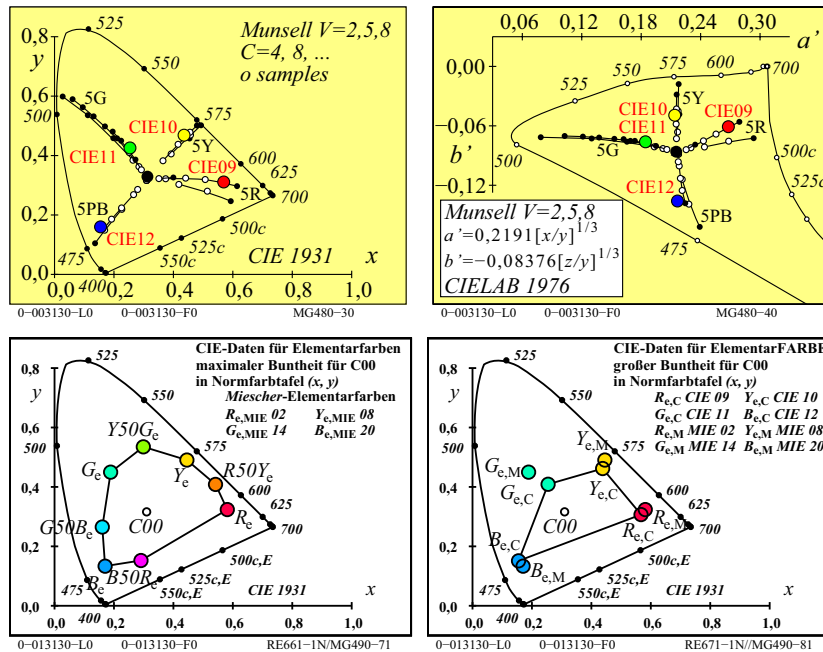 Munsell V=2,5,8
C=4, 8, ...
o samples
0,8
y
0,6
0,4
0,2
0,0
525
550
575
600
625
700
500
5G
CIE10
5Y
CIE11
CIE09
5R
5PB
CIE12
500c
525c
550c
475
400
CIE 1931
x
0,0 0,2 0,4 0,6 0,8 1,0
0-003130-L0 0-003130-F0 MG480-30
0,06 0,12 0,18 0,24 0,30
a’
0,00
−0,06
b’
−0,12
525
550
575
600
700
5Y
CIE10
CIE11
CIE09
5R
5G
500
500c
525c
CIE12
5PB
475
Munsell V=2,5,8
a’=0,2191[x/y]1/3
b’=−0,08376[z/y]1/3
CIELAB 1976
0-003130-L0 0-003130-F0 MG480-40
CIE-Daten für Elementarfarben
maximaler Buntheit für C00
in Normfarbtafel (x, y)
Miescher-Elementarfarben
Re,MIE 02 Ye,MIE 08
Ge,MIE 14 Be,MIE 20
0,8
y
0,6
0,4
0,2
0,0
525
550
575
600
625
700
500
Y50Ge
Ye
R50Ye
Ge
Re
G50Be
C00
Be
B50Re
500c,E
525c,E
550c,E
475
400
CIE 1931
x
0,0 0,2 0,4 0,6 0,8 1,0
0-013130-L0 0-013130-F0 RE661-1N/MG490-71
CIE-Daten für ElementarFARBE
großer Buntheit für C00
in Normfarbtafel (x, y)
Re,C CIE 09 Ye,C CIE 10
Ge,C CIE 11 Be,C CIE 12
Re,M MIE 02 Ye,M MIE 08
Ge,M MIE 14 Be,M MIE 20
0,8
y
0,6
0,4
0,2
0,0
525
550
575
600
625
700
500
Ye,M
Ge,M
Ye,C
Ge,C
Re,M
Re,C
C00
Be,C
Be,M
500c,E
525c,E
550c,E
475
400
CIE 1931
x
0,0 0,2 0,4 0,6 0,8 1,0
0-013130-L0 0-013130-F0 RE671-1N//MG490-81